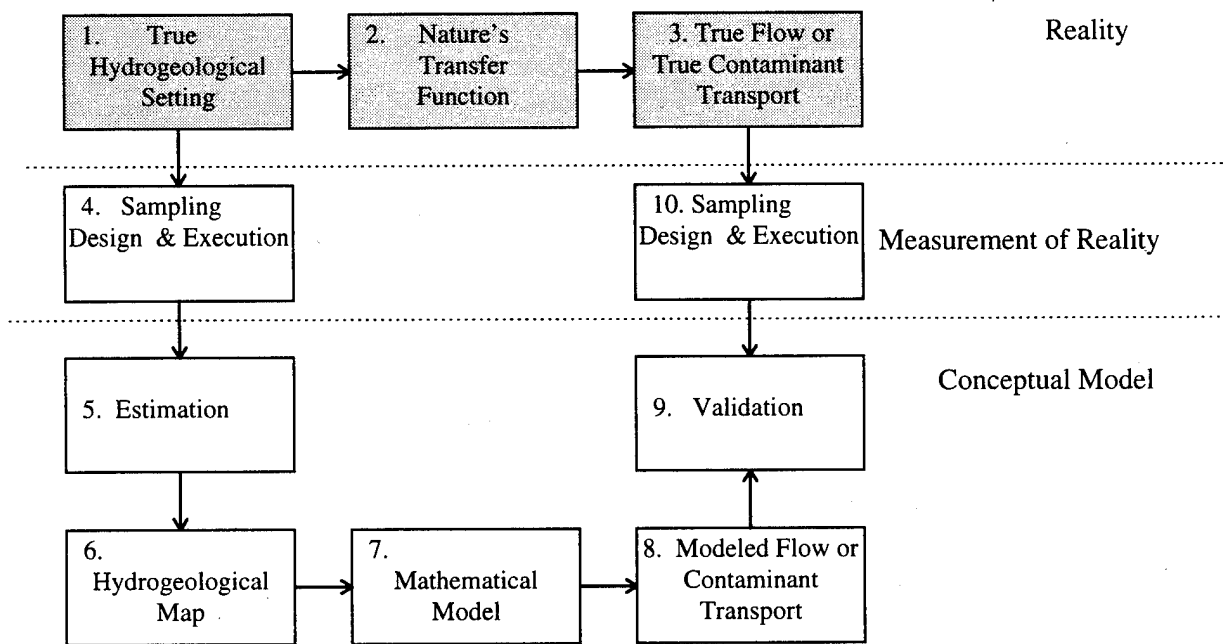 1. True
Hydrogeological
Setting
2. Nature's
Transfer
Function
3. True Flow or
True Contaminant
Transport
Reality
4. Sampling
Design & Execution
10. Sampling
Design & Execution
Measurement of Reality
5. Estimation
9. Validation
Conceptual Model
6.
Hydrogeological
Map
7.
Mathematical
Model
8. Modeled Flow or
Contaminant
Transport